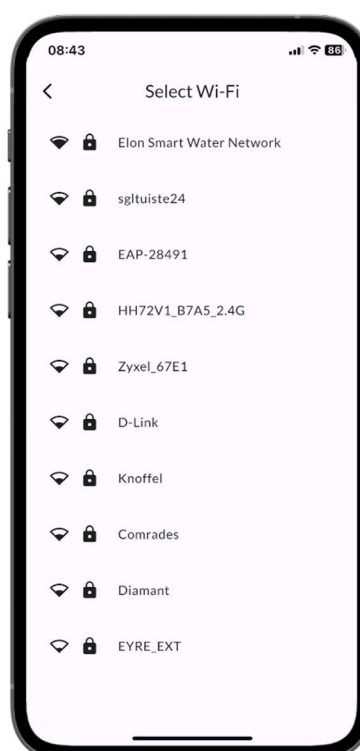 08:43
86
Select Wi-Fi
Elon Smart Water Network
sgltuiste24
EAP-28491
HH72V1_B7A5_2.4G
Zyxel_67E1
D-Link
Knoffel
Comrades
Diamant
EYRE_EXT